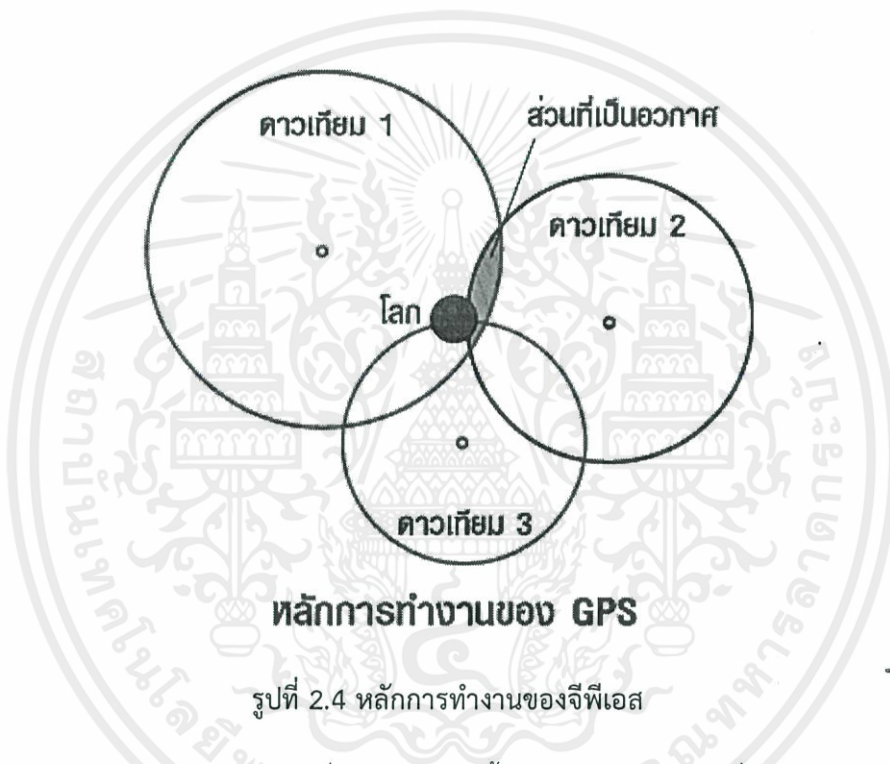 ดาวเทียม 1
ส่วนที่เป็นอวกาศ
ดาวเทียม 2
โลก
ดาวเทียม 3
หลักการทำงานของ GPS
รูปที่ 2.4 หลักการทำงานของจีพีเอส